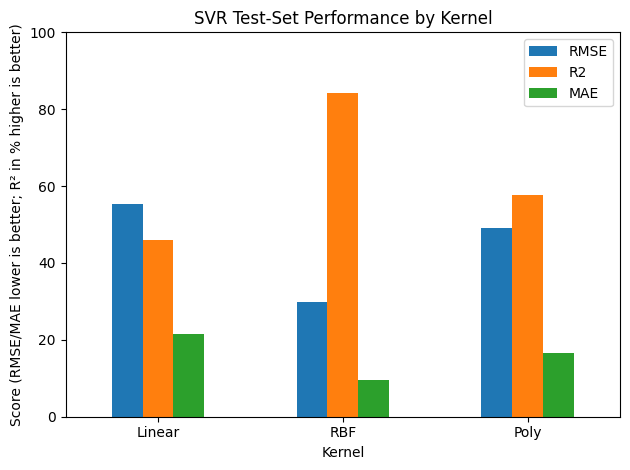 SVR Test-Set Performance by Kernel
Score (RMSE/MAE lower is better; R² in % higher is better)
100
80
60
40
20
0
RMSE
R2
MAE
Linear
RBF
Poly
Kernel